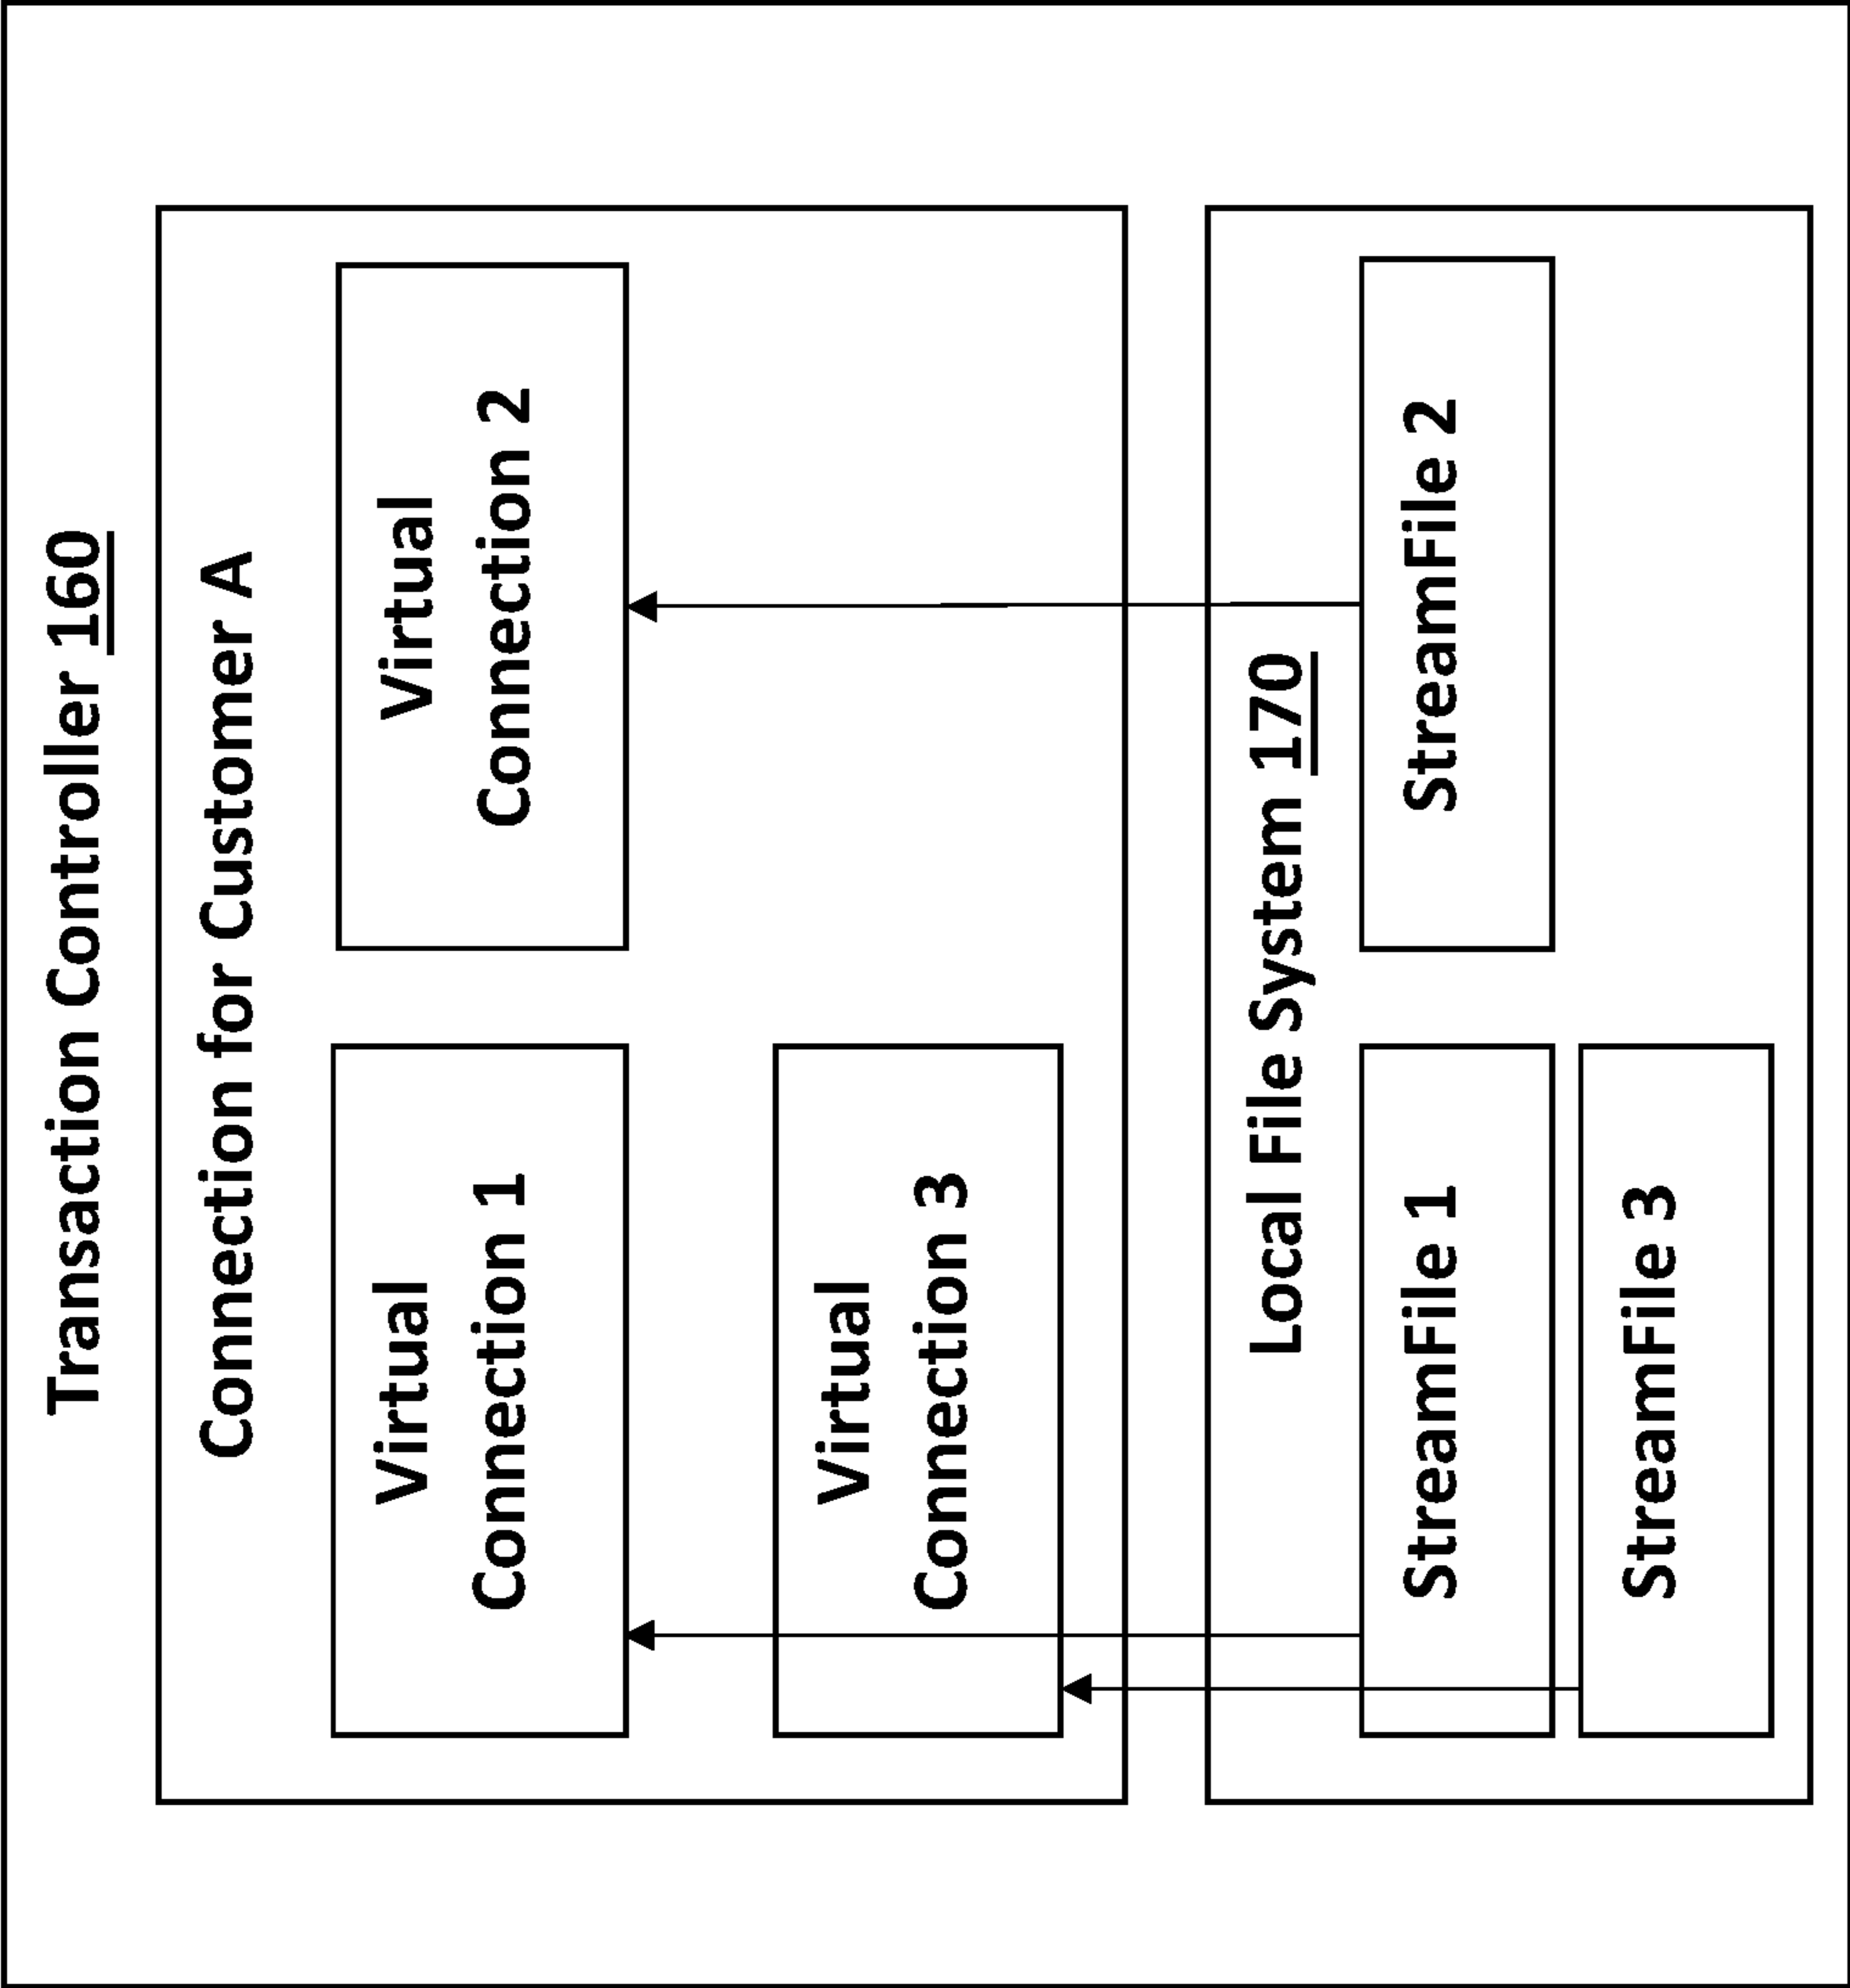 Transaction Controller 160
Connection for Customer A
Virtual
Connection 1
Virtual
Connection 2
Virtual
Connection 3
Local File System 170
StreamFile 1
StreamFile 2
StreamFile 3